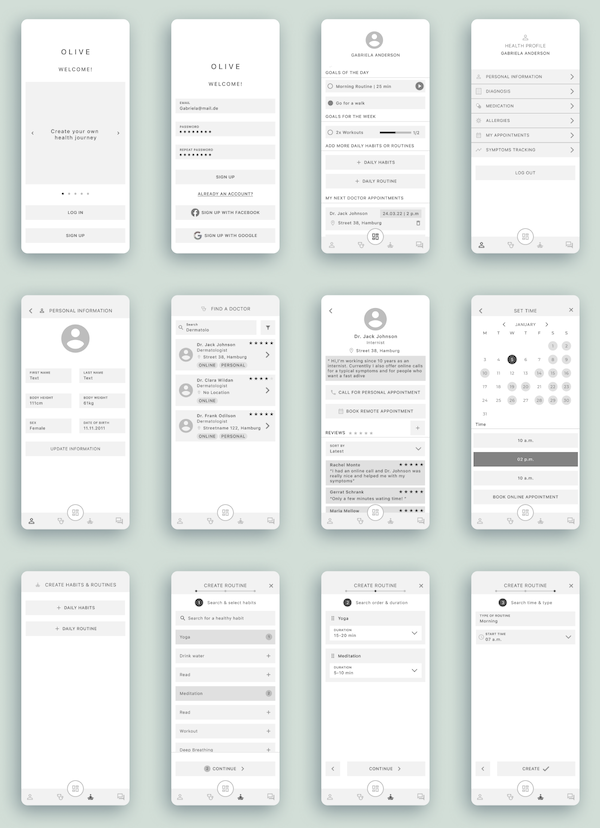 OLIVE
WELCOME!
Create your own
health journey
LOG IN
SIGN UP
OLIVE
WELCOME!
EMAIL
Gabriele@mail.de
PASSWORD
REPEAT PASSWORD
SIGN UP
ALREADY AN ACCOUNT?
SIGN UP WITH FACEBOOK
SIGN UP WITH GOOGLE
GABRIELA ANDERSON
GOALS OF THE DAY
Morning Routine | 25 min
Go for a walk
GOALS FOR THE WEEK
2x Workouts 1/2
ADD MORE DAILY HABITS OR ROUTINES
+ DAILY HABITS
+ DAILY ROUTINE
MY NEXT DOCTOR APPOINTMENTS
Dr. Jack Johnson 24.03.22 | 2 p.m
Street 58, Hamburg
HEALTH PROFILE
GABRIELA ANDERSON
PERSONAL INFORMATION
DIAGNOSIS
MEDICATION
ALLERGIES
MY APPOINTMENTS
SYMPTOMS TRACKING
LOG OUT
PERSONAL INFORMATION
FIRST NAME LAST NAME
Text Text
BODY HEIGHT BODY WEIGHT
SEX DATE OF BIRTH
Female 11.11.2011
UPDATE INFORMATION
FIND A DOCTOR
Search
Dermatolo
Dr. Jack Johnson
Dermatologist
Street 58, Hamburg
ONLINE PERSONAL
Dr. Clara Wilden
Dermatologist
No Location
ONLINE
Dr. Frank Odilson
Dermatologist
Streetname 122, Hamburg
ONLINE PERSONAL
Dr. Jack Johnson
Internist
Street 58, Hamburg
"Hi,I'm working since 10 years as an
internist. Currently I also offer online calls
for a typical symptoms and for people who
want a fast adive
CALL FOR PERSONAL APPOINTMENT
BOOK REMOTE APPOINTMENT
REVIEWS +
SORT BY
Latest
Rachel Motte
"I had an online call and Dr. Johnson was
really nice and helped me with my
symptoms"
Gerret Schrank
"Only a few minutes wating time! "
Marta Mellow
SET TIME
JANUARY
M T W T F S S
1 2
3 4 5 6 7 8 9
10 11 12 13 14 15 16
17 18 19 20 21 22 23
24 25 26 27 28 29 30
31
Time
10 a.m.
02 p.m.
10 a.m.
BOOK ONLINE APPOINTMENT
CREATE HABITS & ROUTINES
+ DAILY HABITS
+ DAILY ROUTINE
CREATE ROUTINE
1 Search & select habits
Search for a healthy habit
Yoga
Drink water +
Read +
Meditation
Read +
Workout +
Deep Breathing +
CONTINUE
CREATE ROUTINE
2 Search order & duration
Yoga
DURATION
15-20 min
Meditation
DURATION
5-10 min
CONTINUE
CREATE ROUTINE
3 Search time & type
TYPE OF ROUTINE
Morning
START TIME
07 a.m.
CREATE